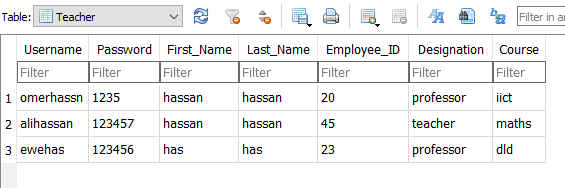 Table: Teacher Filter in an
Username Password First_Name Last_Name Employee_ID Designation Course
Filter Filter Filter Filter Filter Filter Filter
1 omerhassn 1235 hassan hassan 20 professor iict
2 alihassan 123457 hassan hassan 45 teacher maths
3 ewehas 123456 has has 23 professor dld